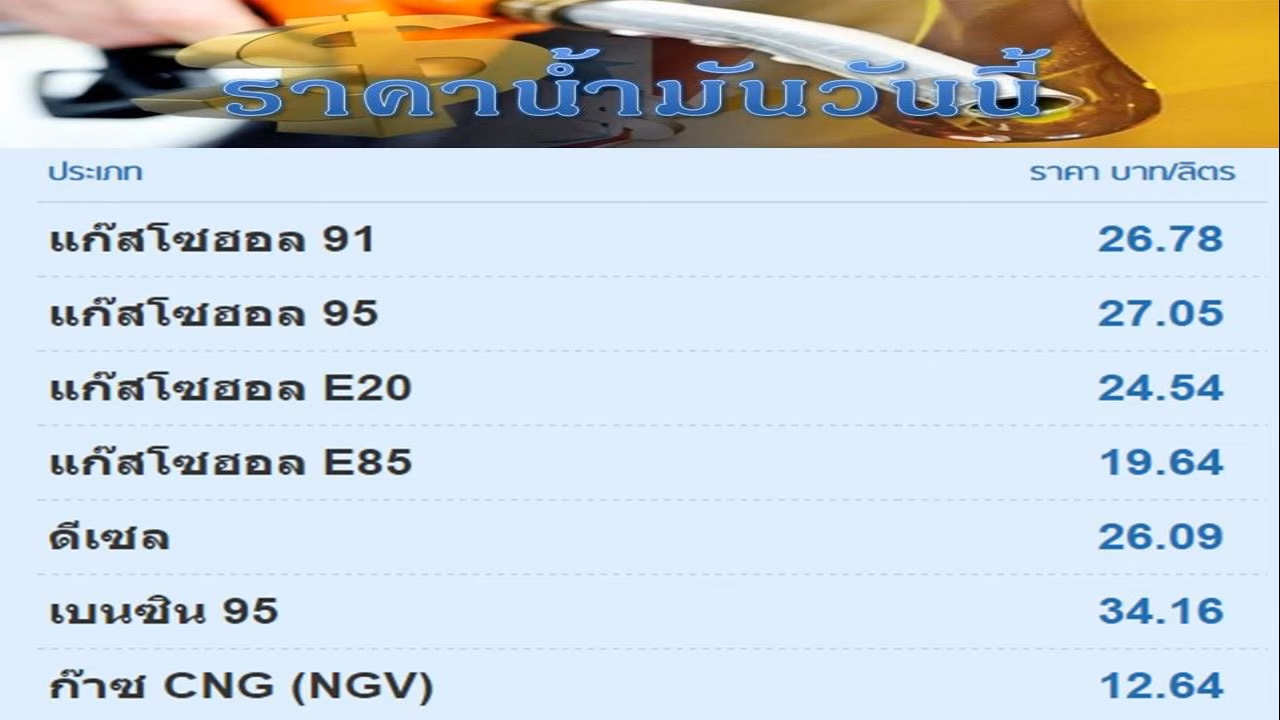 ราคาน้ำมันวันนี้
ประเภท ราคา บาท/ลิตร
แก๊สโซฮอล 91 26.78
แก๊สโซฮอล 95 27.05
แก๊สโซฮอล E20 24.54
แก๊สโซฮอล E85 19.64
ดีเซล 26.09
เบนซิน 95 34.16
ก๊าซ CNG (NGV) 12.64